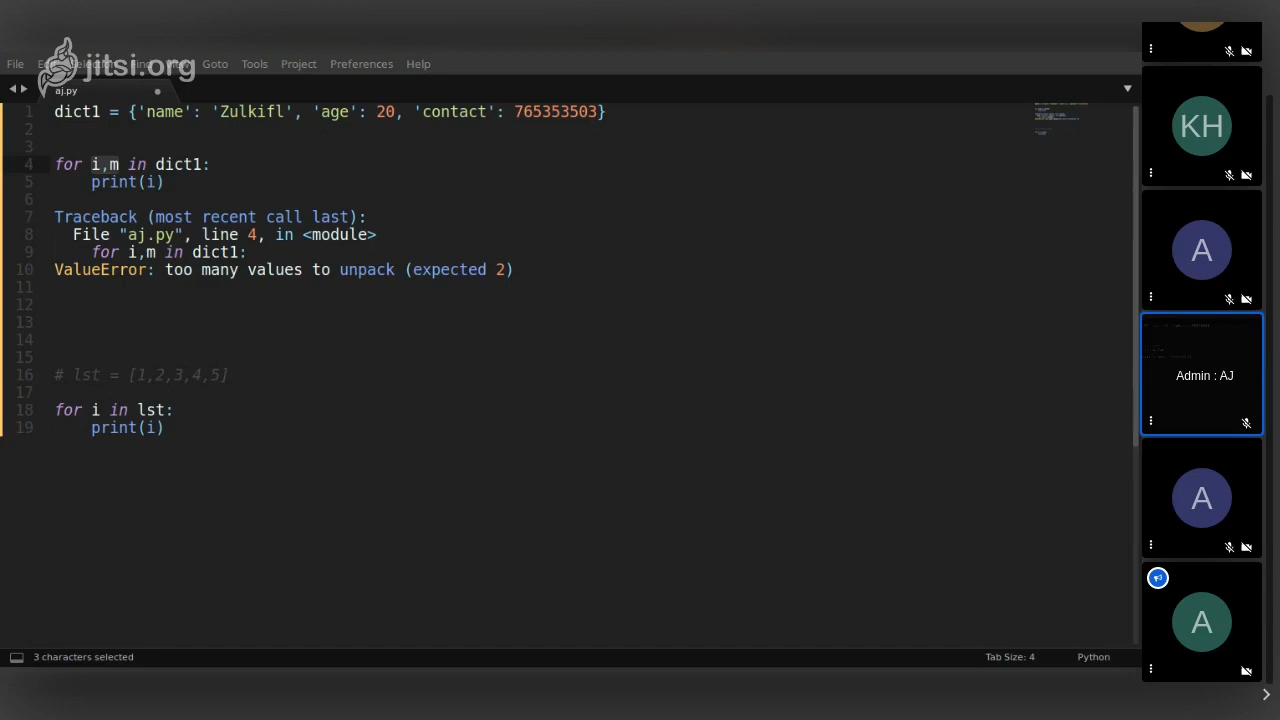 jitsi.org
File
Goto Tools Project Preferences Help
aj.py
1 dict1 = {'name': 'Zulkifl', 'age': 20, 'contact': 765353503}
2
3
4 for i,m in dict1:
5 print(i)
6
7 Traceback (most recent call last):
8 File "aj.py", line 4, in <module>
9 for i,m in dict1:
10 ValueError: too many values to unpack (expected 2)
11
12
13
14
15
16 # lst = [1,2,3,4,5]
17
18 for i in lst:
19 print(i)
3 characters selected
Tab Size: 4
Python
KH
A
Admin : AJ
A
A